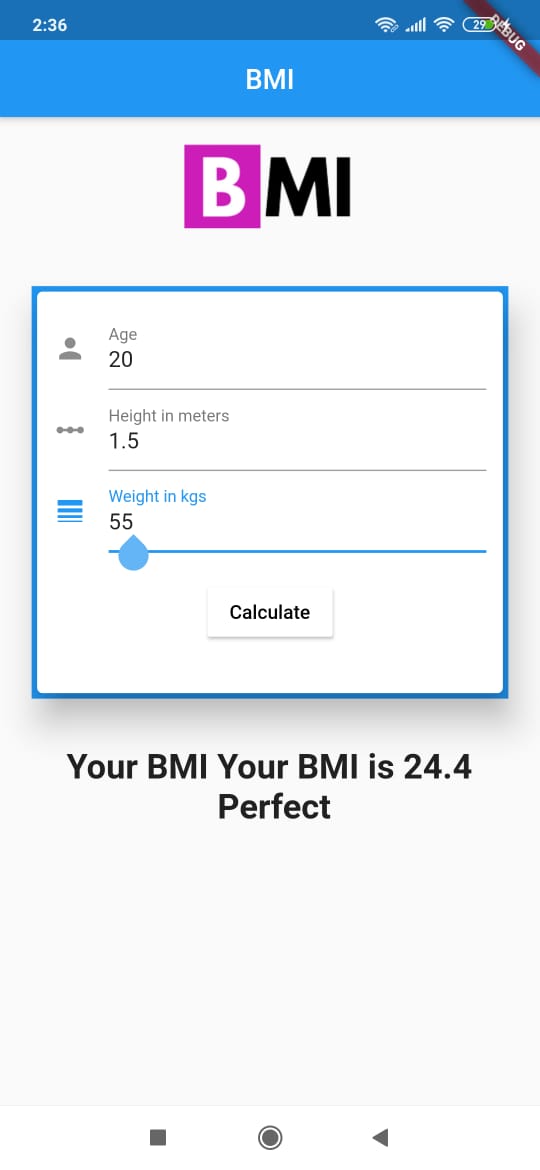 2:36
29
DEBUG
BMI
BMI
Age
20
Height in meters
1.5
Weight in kgs
55
Calculate
Your BMI Your BMI is 24.4
Perfect